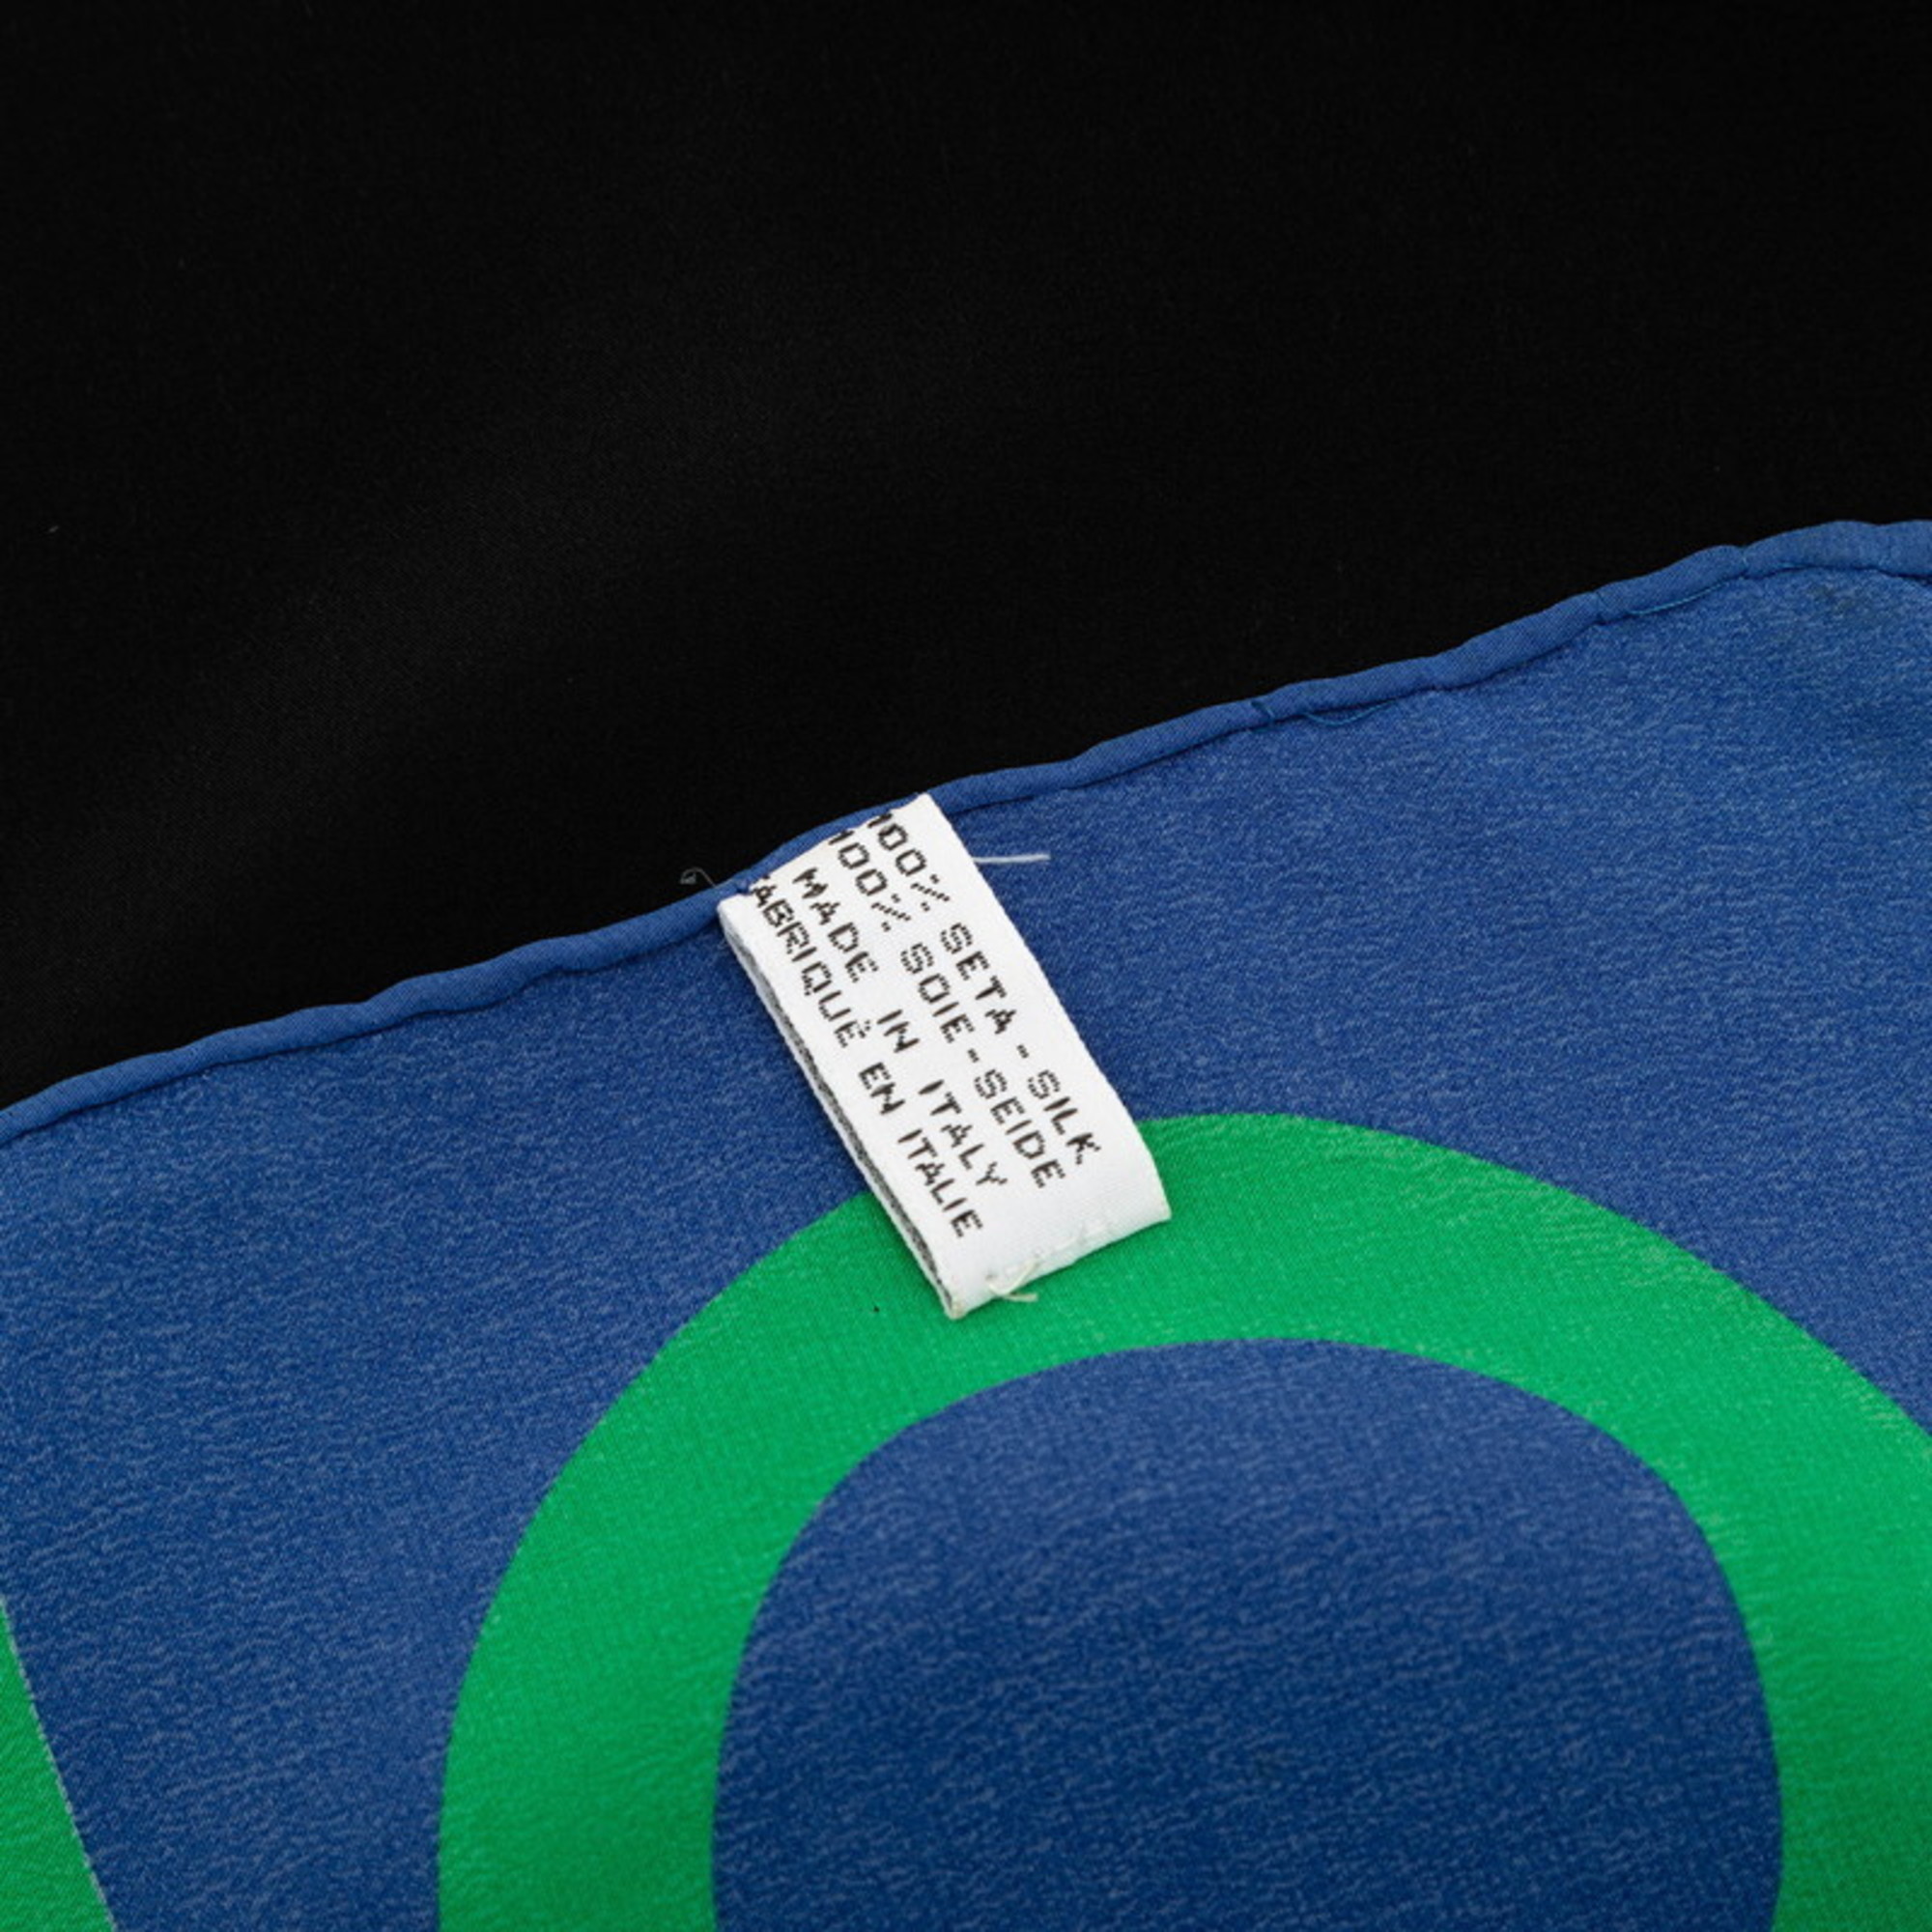 100% SETA - SILK
100% SOIE - SEIDE
MADE IN ITALY
FABRIQUÉ EN ITALIE